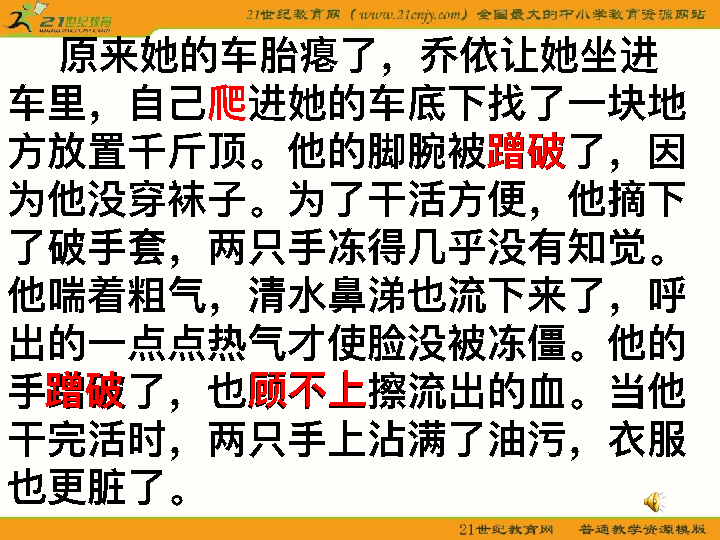 21世纪教育
21世纪教育网（www.21cnjy.com）全国最大的中小学教育资源网站
原来她的车胎瘪了，乔依让她坐进
车里，自己爬进她的车底下找了一块地
方放置千斤顶。他的脚腕被蹭破了，因
为他没穿袜子。为了干活方便，他摘下
了破手套，两只手冻得几乎没有知觉。
他喘着粗气，清水鼻涕也流下来了，呼
出的一点点热气才使脸没被冻僵。他的
手蹭破了，也顾不上擦流出的血。当他
干完活时，两只手上沾满了油污，衣服
也更脏了。
21世纪教育网 普通教学资源模版